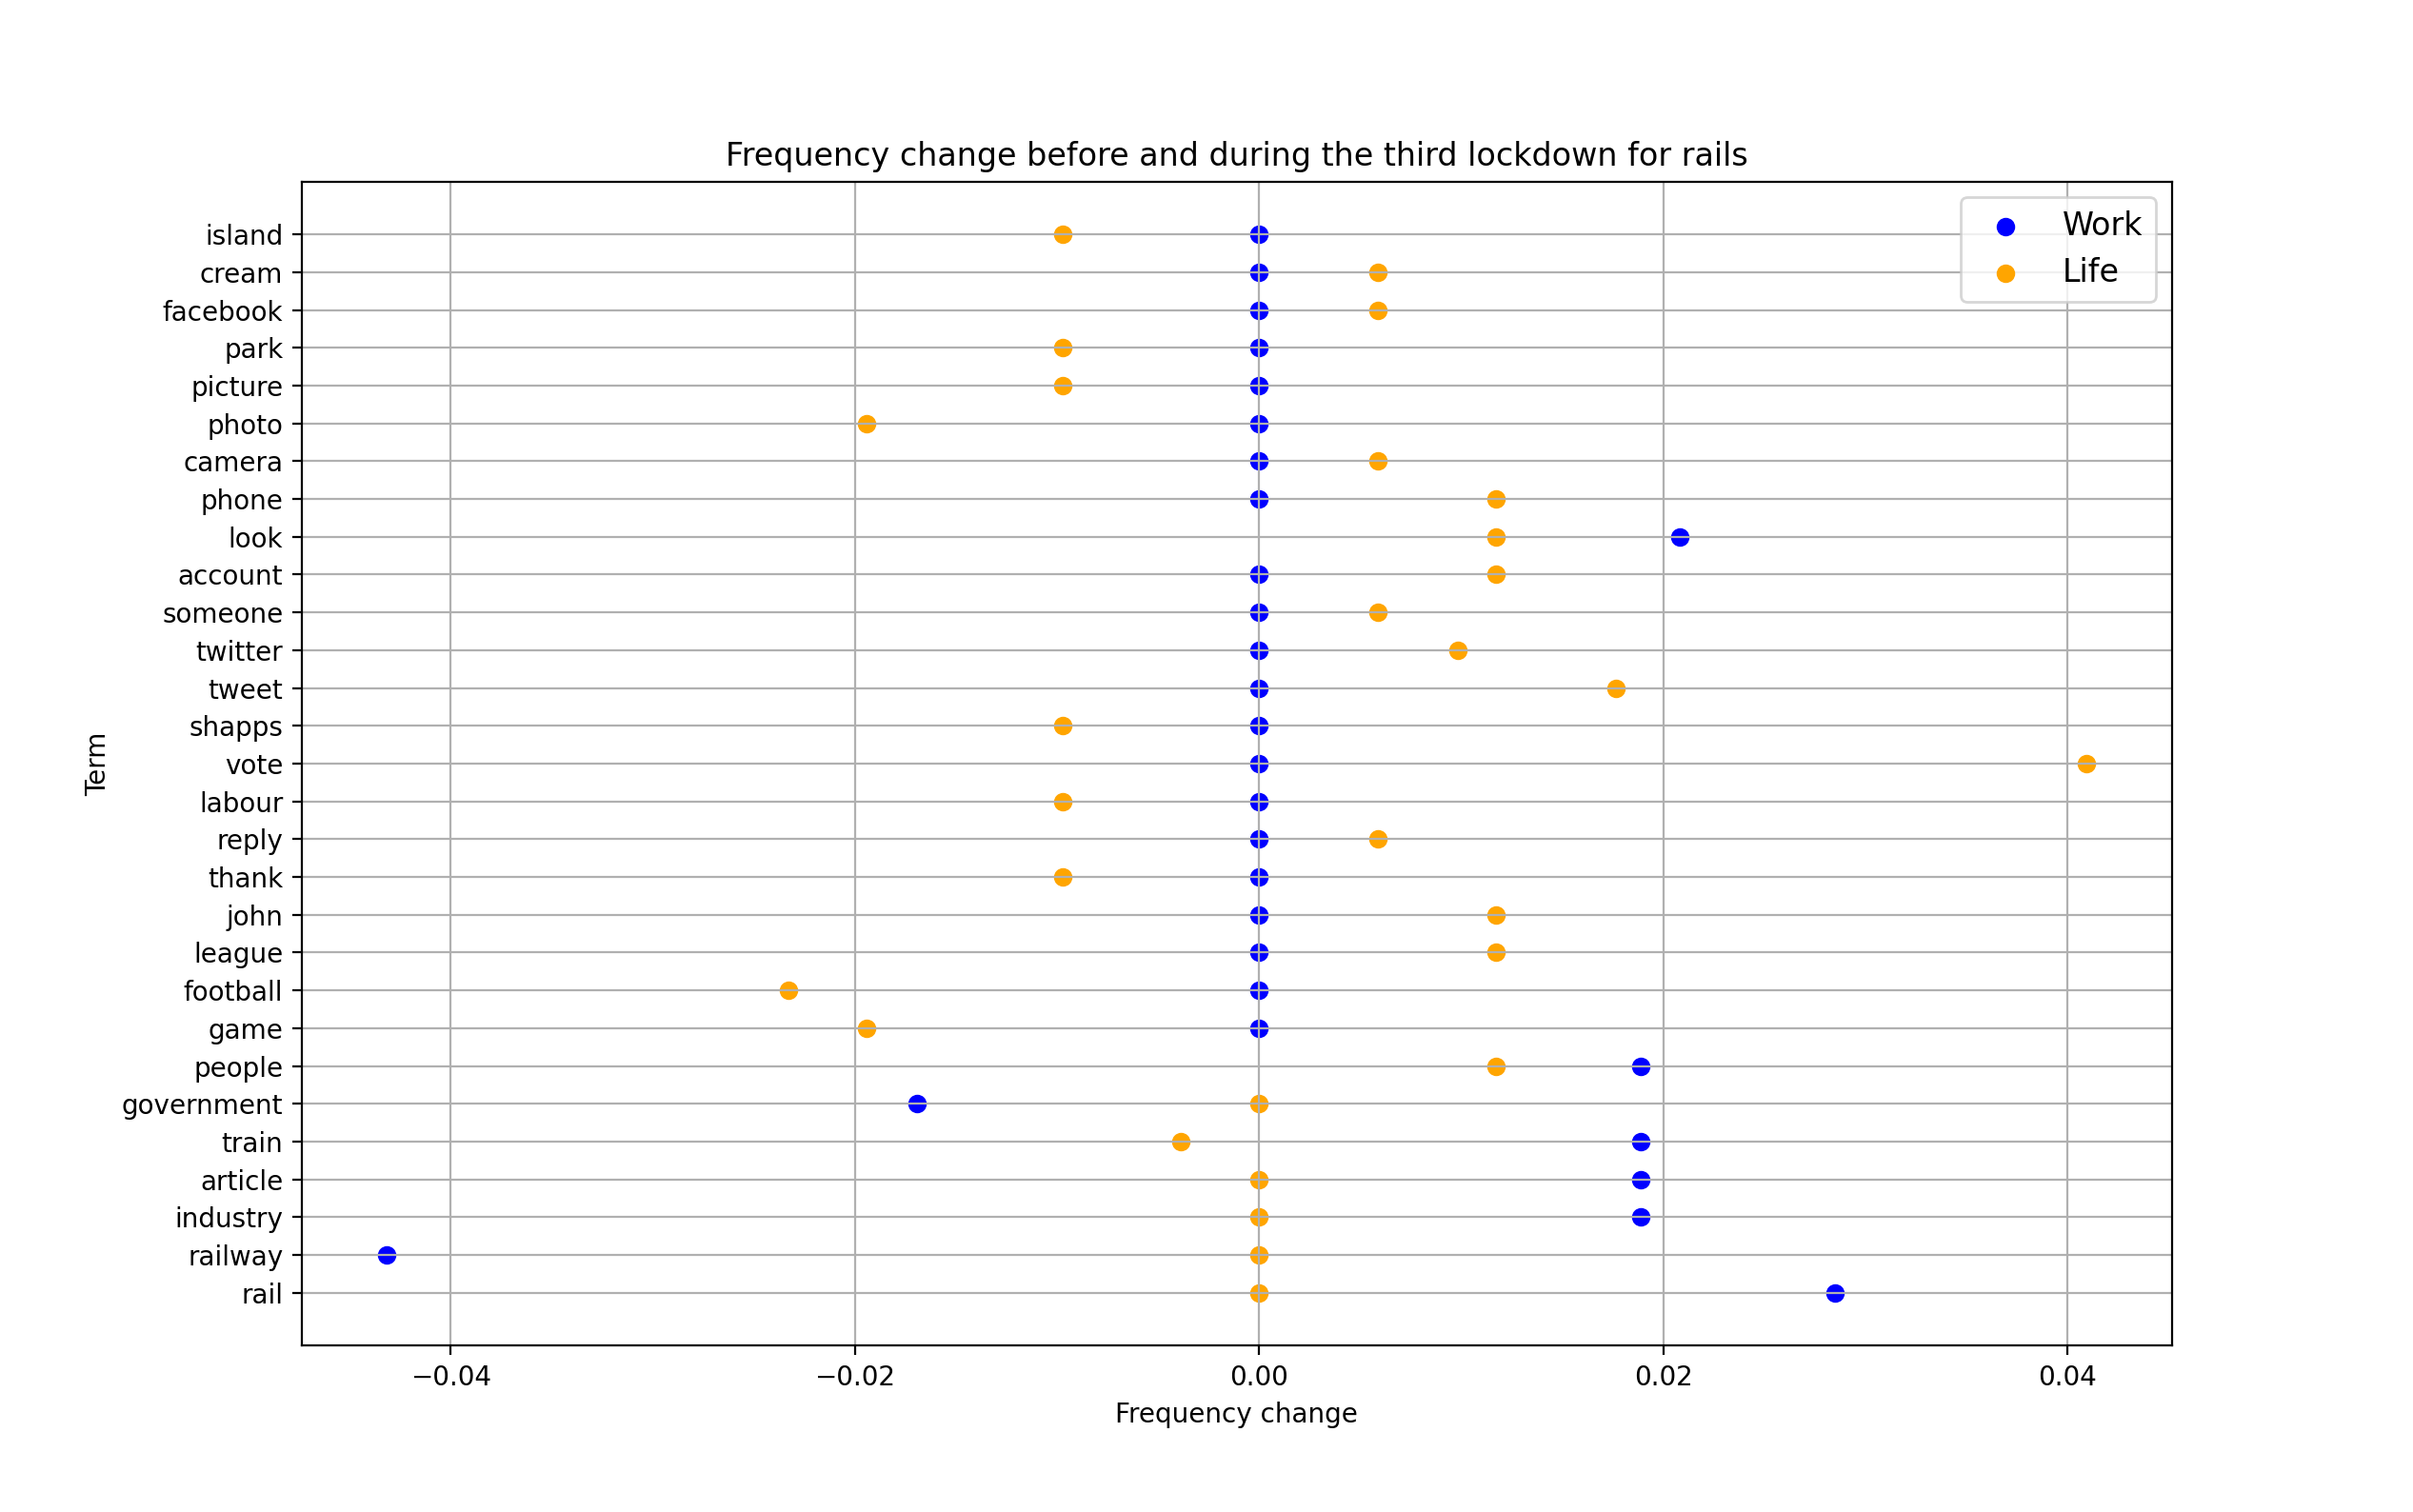 Frequency change before and during the third lockdown for rails
Work
Life
island
cream
facebook
park
picture
photo
camera
phone
look
account
someone
twitter
tweet
shapps
vote
labour
reply
thank
john
league
football
game
people
government
train
article
industry
railway
rail
Term
−0.04
−0.02
0.00
0.02
0.04
Frequency change